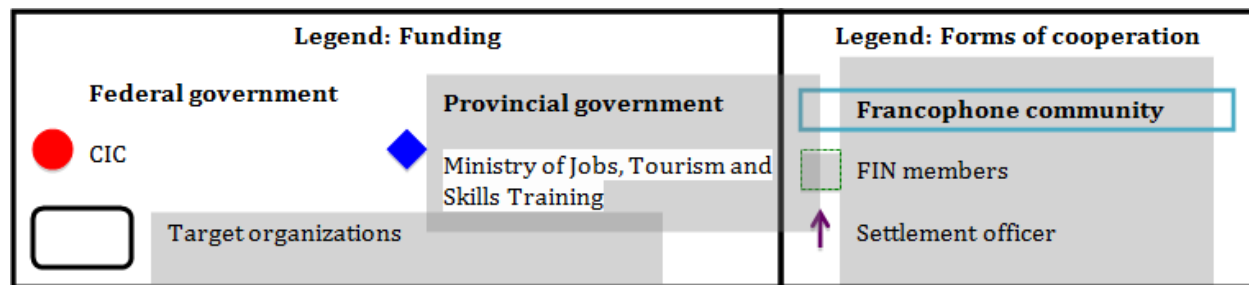 Legend: Funding
Federal government
CIC
Provincial government
Ministry of Jobs, Tourism and
Skills Training
Target organizations
Legend: Forms of cooperation
Francophone community
FIN members
Settlement officer